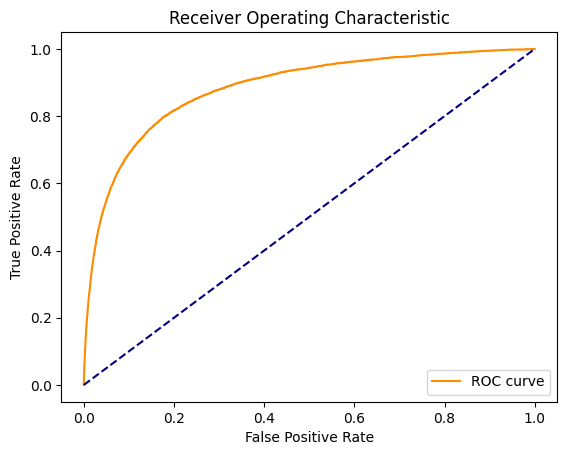 Receiver Operating Characteristic
True Positive Rate
1.0
0.8
0.6
0.4
0.2
0.0
0.0 0.2 0.4 0.6 0.8 1.0
False Positive Rate
ROC curve